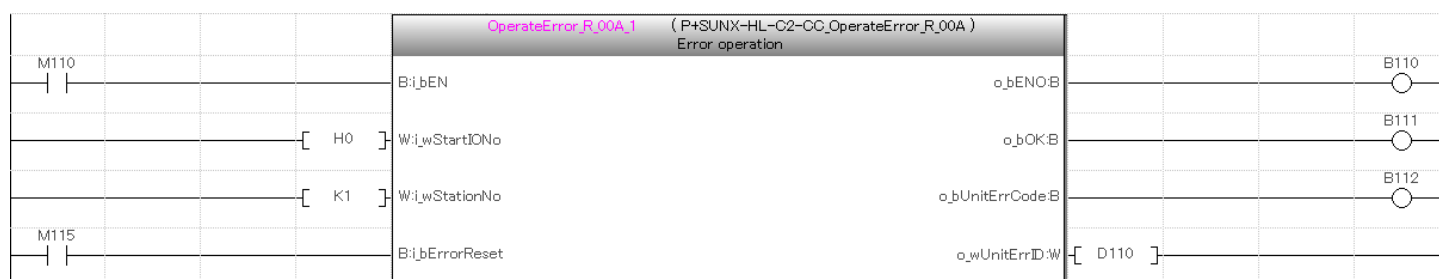 OperateError_R_00A_1 (P+SUNX-HL-C2-CC_OperateError_R_00A)
Error operation
M110 B110
B:i_bEN o_bENO:B
B111
H0 W:i_wStartIONo o_bOK:B
B112
K1 W:i_wStationNo o_bUnitErrCode:B
M115
B:i_bErrorReset o_wUnitErrID:W D110